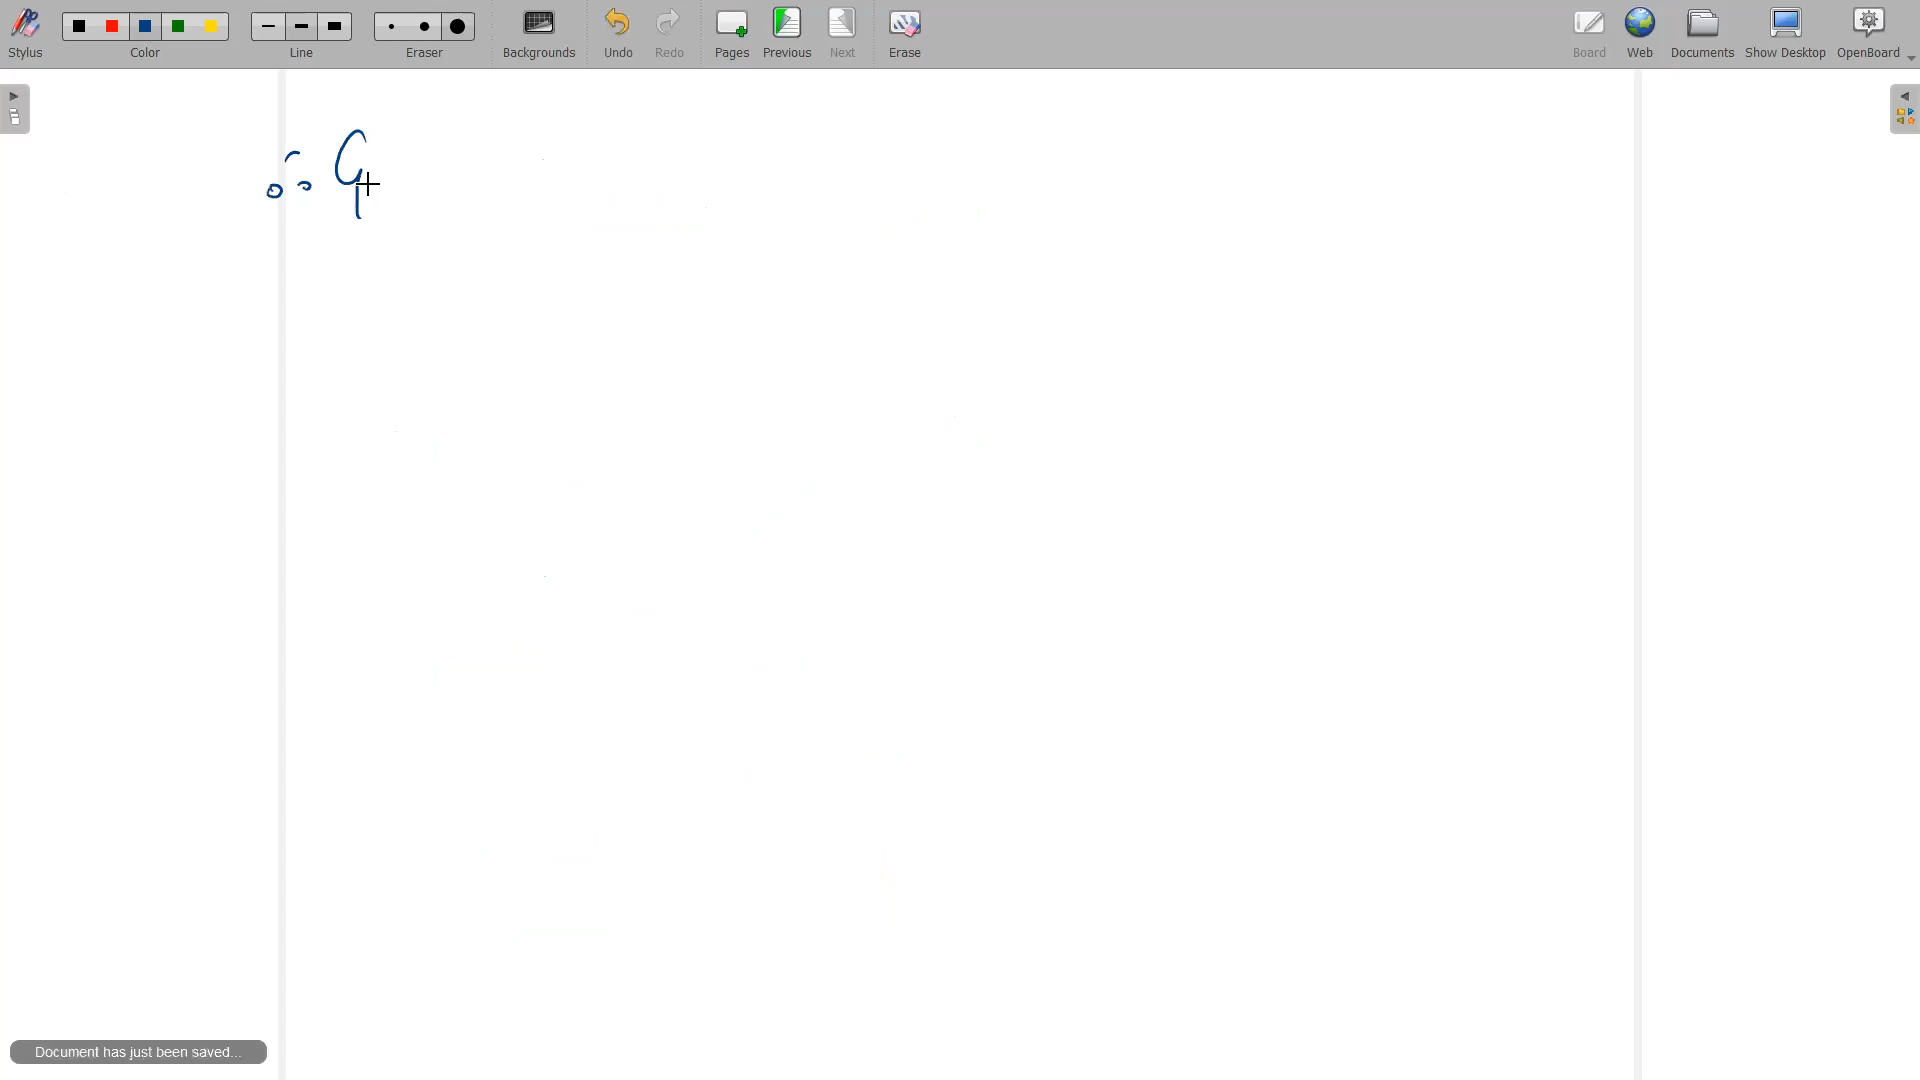 Stylus Color Line Eraser Backgrounds Undo Redo Pages Previous Next Erase Board Web Documents Show Desktop OpenBoard
∴ G
Document has just been saved...